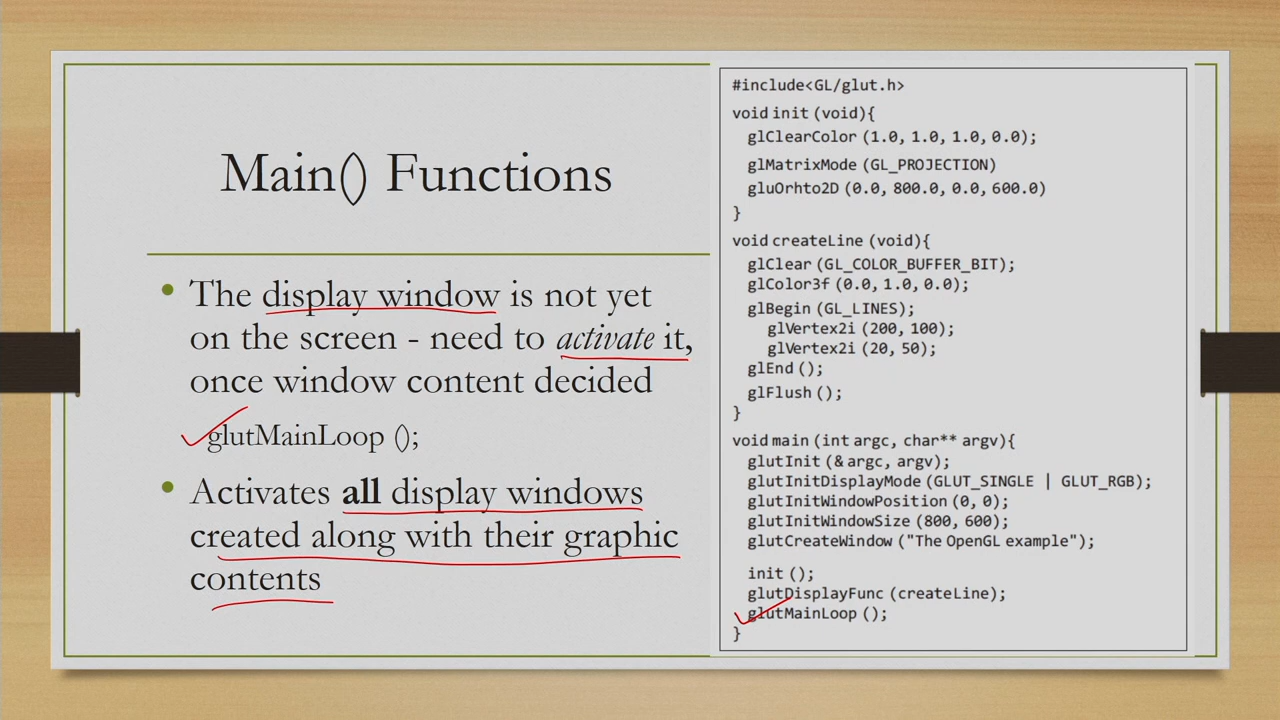 Main() Functions
• The display window is not yet
on the screen - need to activate it,
once window content decided
glutMainLoop ();
• Activates all display windows
created along with their graphic
contents
#include<GL/glut.h>
void init (void){
glClearColor (1.0, 1.0, 1.0, 0.0);
glMatrixMode (GL_PROJECTION)
gluOrhto2D (0.0, 800.0, 0.0, 600.0)
}
void createLine (void){
glClear (GL_COLOR_BUFFER_BIT);
glColor3f (0.0, 1.0, 0.0);
glBegin (GL_LINES);
glVertex2i (200, 100);
glVertex2i (20, 50);
glEnd ();
glFlush ();
}
void main (int argc, char** argv){
glutInit (& argc, argv);
glutInitDisplayMode (GLUT_SINGLE | GLUT_RGB);
glutInitWindowPosition (0, 0);
glutInitWindowSize (800, 600);
glutCreateWindow ("The OpenGL example");
init ();
glutDisplayFunc (createLine);
glutMainLoop ();
}